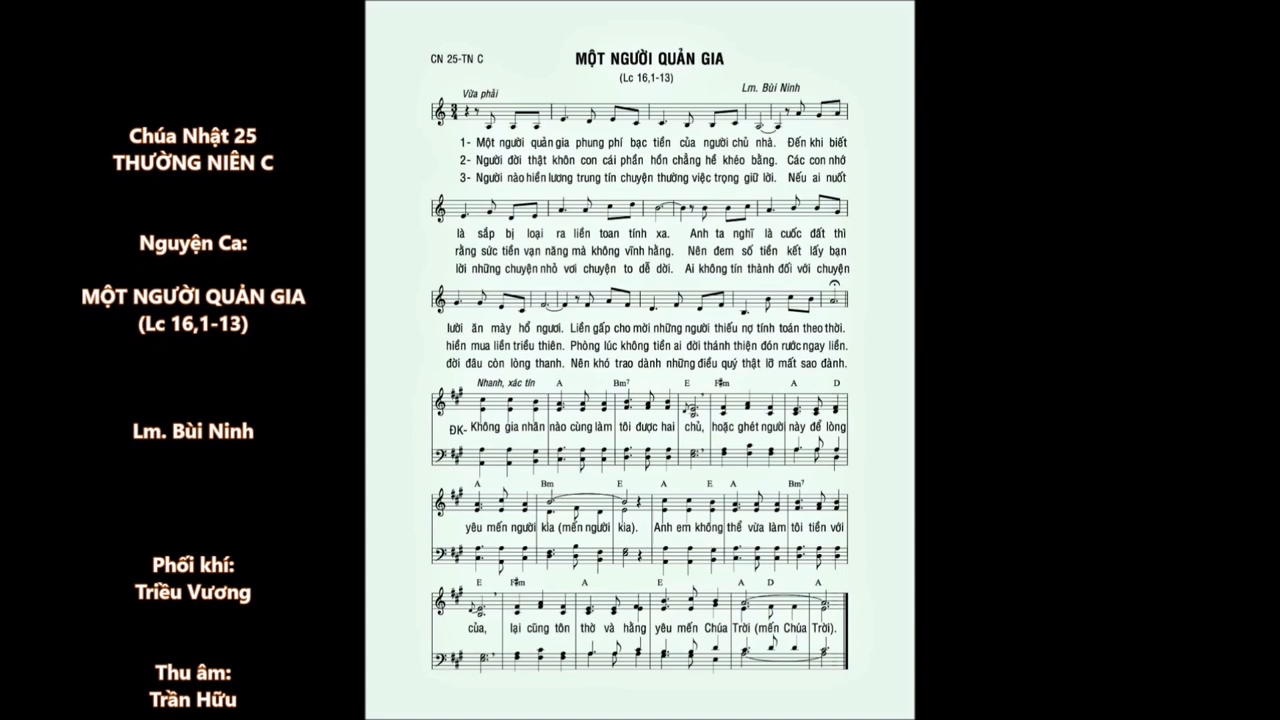 Chúa Nhật 25
THƯỜNG NIÊN C
Nguyện Ca:
MỘT NGƯỜI QUẢN GIA
(Lc 16,1-13)
Lm. Bùi Ninh
Phối khí:
Triều Vương
Thu âm:
Trần Hữu
CN 25-TN C
MỘT NGƯỜI QUẢN GIA
(Lc 16,1-13)
Lm. Bùi Ninh
Vừa phải
1- Một người quản gia phung phí bạc tiền của người chủ nhà. Đến khi biết
2- Người đời thật khôn con cái phần hồn chẳng hề khéo bằng. Các con nhớ
3- Người nào hiền lương trung tín chuyện thường việc trọng giữ lời. Nếu ai nuốt
là sắp bị loại ra liền toan tính xa. Anh ta nghĩ là cuốc đất thì
rằng sức tiền vạn năng mà không vĩnh hằng. Nên đem số tiền kết lấy bạn
lời những chuyện nhỏ vơi chuyện to dễ dời. Ai không tín thành đối với chuyện
lười ăn mày hổ ngươi. Liền gấp cho mời những người thiếu nợ tính toán theo thời.
hiền mua liền triều thiên. Phòng lúc không tiền ai đời thánh thiện đón rước ngay liền.
đời đâu còn lòng thanh. Nên khó trao dành những điều quý thật lỡ mất sao đành.
Nhanh, xác tín A Bm7 E F#m A D
ĐK- Không gia nhân nào cùng làm tôi được hai chủ, hoặc ghét người này để lòng
A Bm E A E A Bm7
yêu mến người kia (mến người kia). Anh em không thể vừa làm tôi tiền với
E F#m A E A D A
của, lại cũng tôn thờ và hằng yêu mến Chúa Trời (mến Chúa Trời).